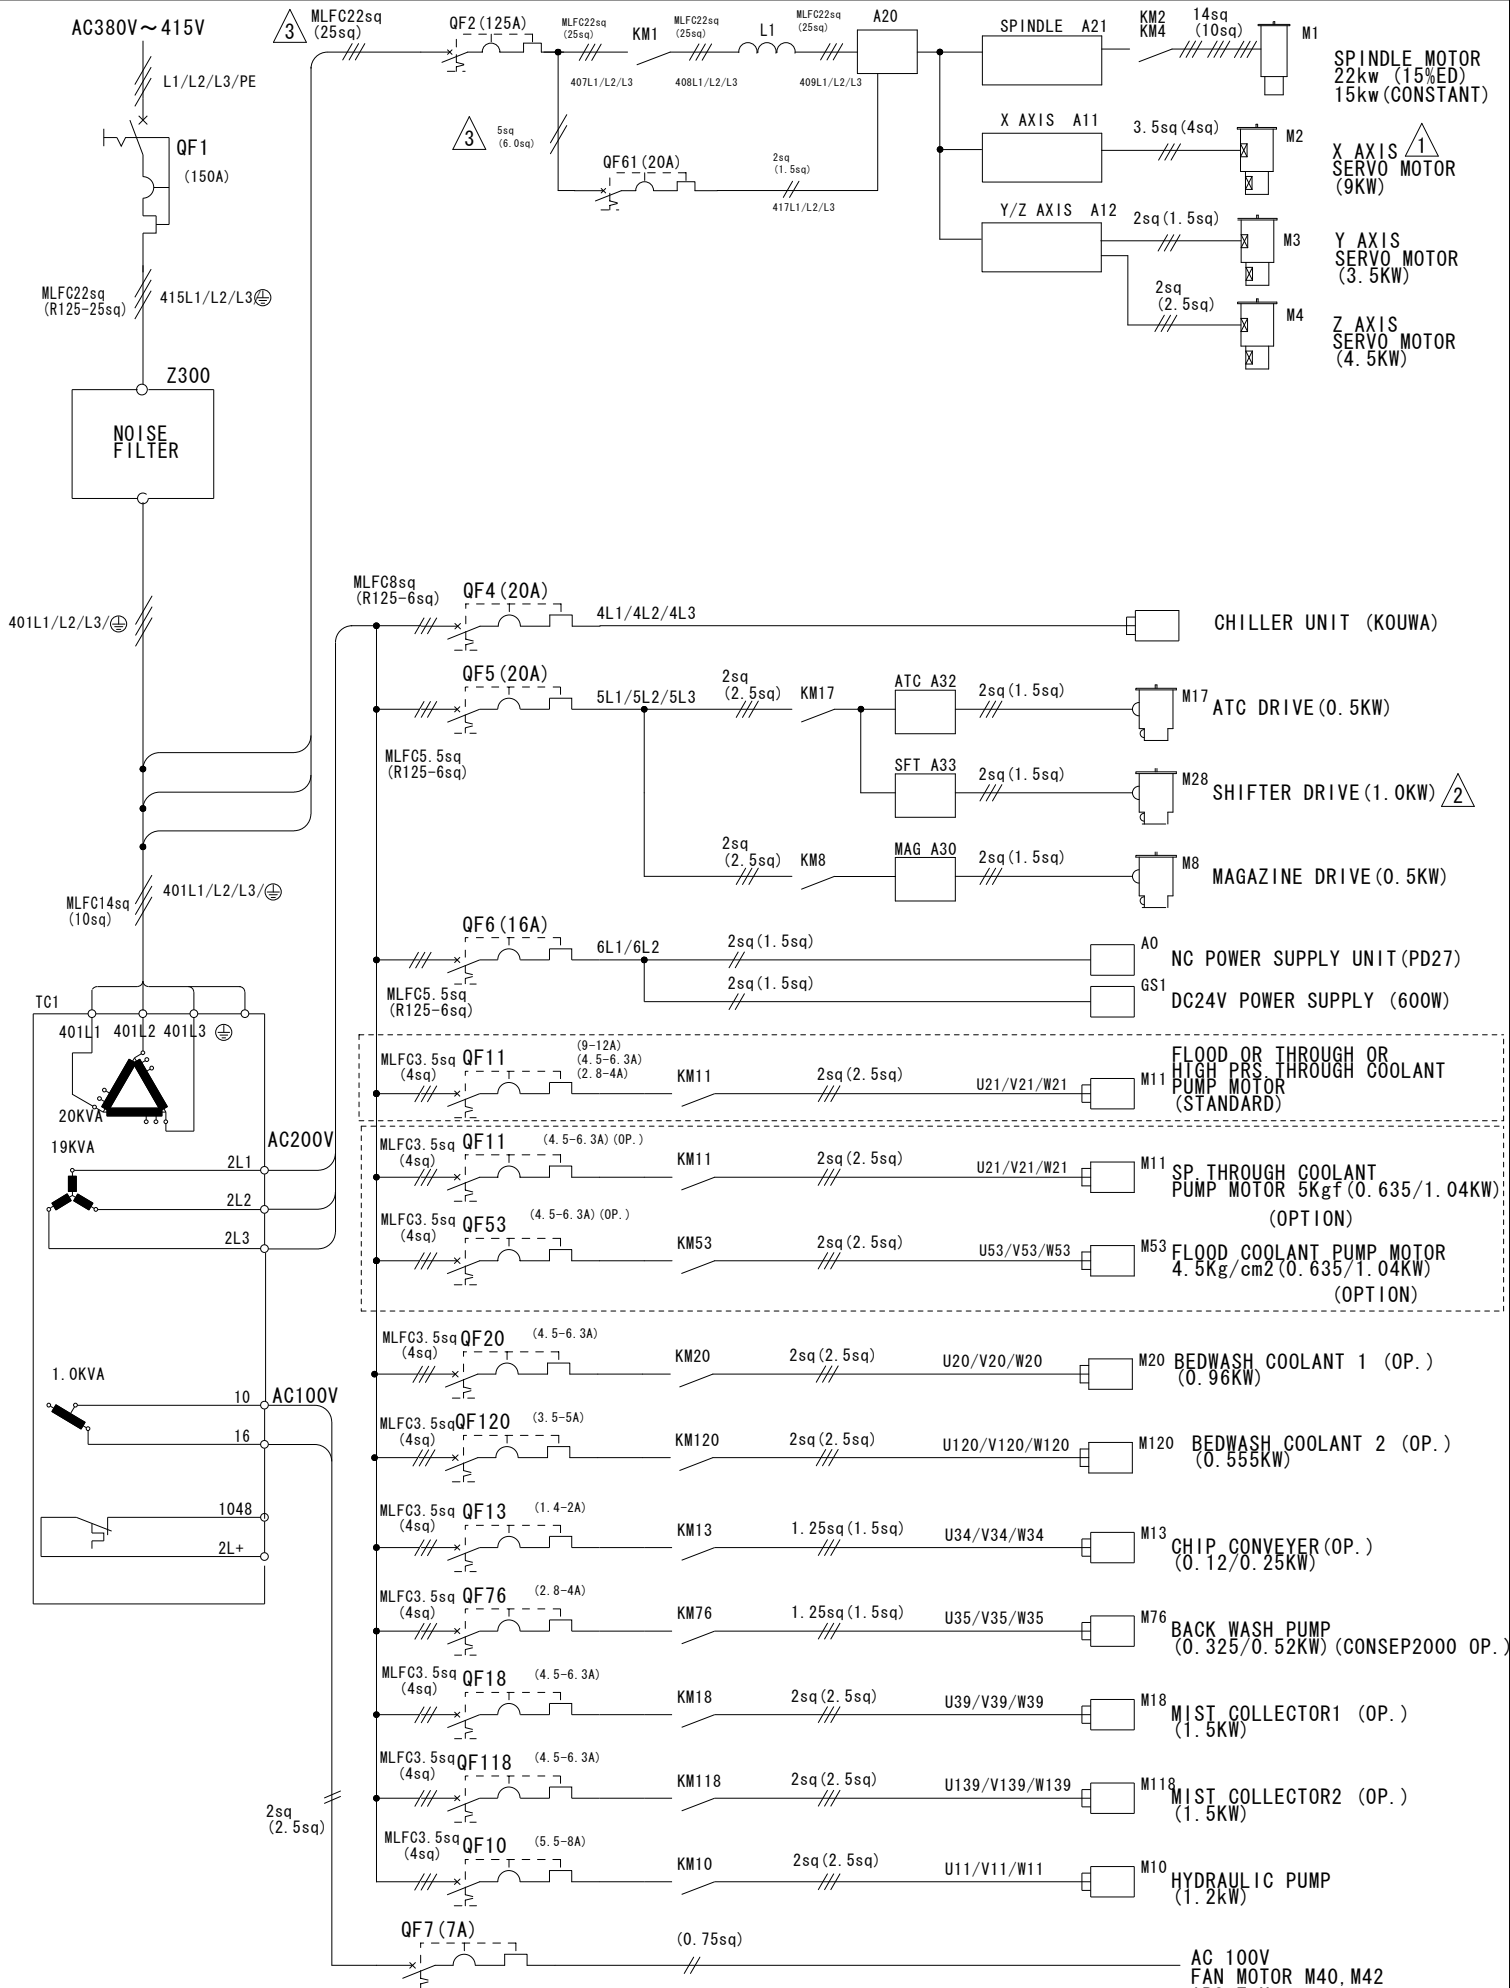 AC380V~415V
L1/L2/L3/PE
QF1
(150A)
MLFC22sq
(R125-25sq)
415L1/L2/L3
Z300
NOISE
FILTER
401L1/L2/L3/
MLFC14sq
(10sq)
401L1/L2/L3/
TC1
401L1 401L2 401L3
20KVA
19KVA
AC200V
2L1
2L2
2L3
1.0KVA
10
AC100V
16
1048
2L+
3
MLFC22sq
(25sq)
QF2(125A)
MLFC22sq
(25sq)
407L1/L2/L3
KM1
MLFC22sq
(25sq)
408L1/L2/L3
L1
MLFC22sq
(25sq)
409L1/L2/L3
A20
SPINDLE A21
KM2
KM4
14sq
(10sq)
M1
SPINDLE MOTOR
22kw (15%ED)
15kw(CONSTANT)
3
5sq
(6.0sq)
QF61(20A)
2sq
(1.5sq)
417L1/L2/L3
X AXIS A11
3.5sq(4sq)
M2
X AXIS
SERVO MOTOR
(9KW)
1
Y/Z AXIS A12
2sq(1.5sq)
M3
Y AXIS
SERVO MOTOR
(3.5KW)
2sq
(2.5sq)
M4
Z AXIS
SERVO MOTOR
(4.5KW)
MLFC8sq
(R125-6sq)
QF4(20A)
4L1/4L2/4L3
CHILLER UNIT (KOUWA)
QF5(20A)
MLFC5.5sq
(R125-6sq)
5L1/5L2/5L3
2sq
(2.5sq)
KM17
ATC A32
2sq(1.5sq)
M17
ATC DRIVE(0.5KW)
SFT A33
2sq(1.5sq)
M28
SHIFTER DRIVE(1.0KW)
2
2sq
(2.5sq)
KM8
MAG A30
2sq(1.5sq)
M8
MAGAZINE DRIVE(0.5KW)
QF6(16A)
MLFC5.5sq
(R125-6sq)
6L1/6L2
2sq(1.5sq)
A0
NC POWER SUPPLY UNIT(PD27)
2sq(1.5sq)
GS1
DC24V POWER SUPPLY (600W)
MLFC3.5sq
(4sq)
QF11
(9-12A)
(4.5-6.3A)
(2.8-4A)
KM11
2sq(2.5sq)
U21/V21/W21
M11
FLOOD OR THROUGH OR
HIGH PRS.THROUGH COOLANT
PUMP MOTOR
(STANDARD)
MLFC3.5sq
(4sq)
QF11
(4.5-6.3A)(OP.)
KM11
2sq(2.5sq)
U21/V21/W21
M11
SP.THROUGH COOLANT
PUMP MOTOR 5Kgf(0.635/1.04KW)
(OPTION)
MLFC3.5sq
(4sq)
QF53
(4.5-6.3A)(OP.)
KM53
2sq(2.5sq)
U53/V53/W53
M53
FLOOD COOLANT PUMP MOTOR
4.5Kg/cm2(0.635/1.04KW)
(OPTION)
MLFC3.5sq
(4sq)
QF20
(4.5-6.3A)
KM20
2sq(2.5sq)
U20/V20/W20
M20
BEDWASH COOLANT 1 (OP.)
(0.96KW)
MLFC3.5sq
(4sq)
QF120
(3.5-5A)
KM120
2sq(2.5sq)
U120/V120/W120
M120
BEDWASH COOLANT 2 (OP.)
(0.555KW)
MLFC3.5sq
(4sq)
QF13
(1.4-2A)
KM13
1.25sq(1.5sq)
U34/V34/W34
M13
CHIP CONVEYER(OP.)
(0.12/0.25KW)
MLFC3.5sq
(4sq)
QF76
(2.8-4A)
KM76
1.25sq(1.5sq)
U35/V35/W35
M76
BACK WASH PUMP
(0.325/0.52KW)(CONSEP2000 OP.)
MLFC3.5sq
(4sq)
QF18
(4.5-6.3A)
KM18
2sq(2.5sq)
U39/V39/W39
M18
MIST COLLECTOR1 (OP.)
(1.5KW)
MLFC3.5sq
(4sq)
QF118
(4.5-6.3A)
KM118
2sq(2.5sq)
U139/V139/W139
M118
MIST COLLECTOR2 (OP.)
(1.5KW)
MLFC3.5sq
(4sq)
QF10
(5.5-8A)
KM10
2sq(2.5sq)
U11/V11/W11
M10
HYDRAULIC PUMP
(1.2kW)
2sq
(2.5sq)
QF7(7A)
(0.75sq)
AC 100V
FAN MOTOR M40,M42